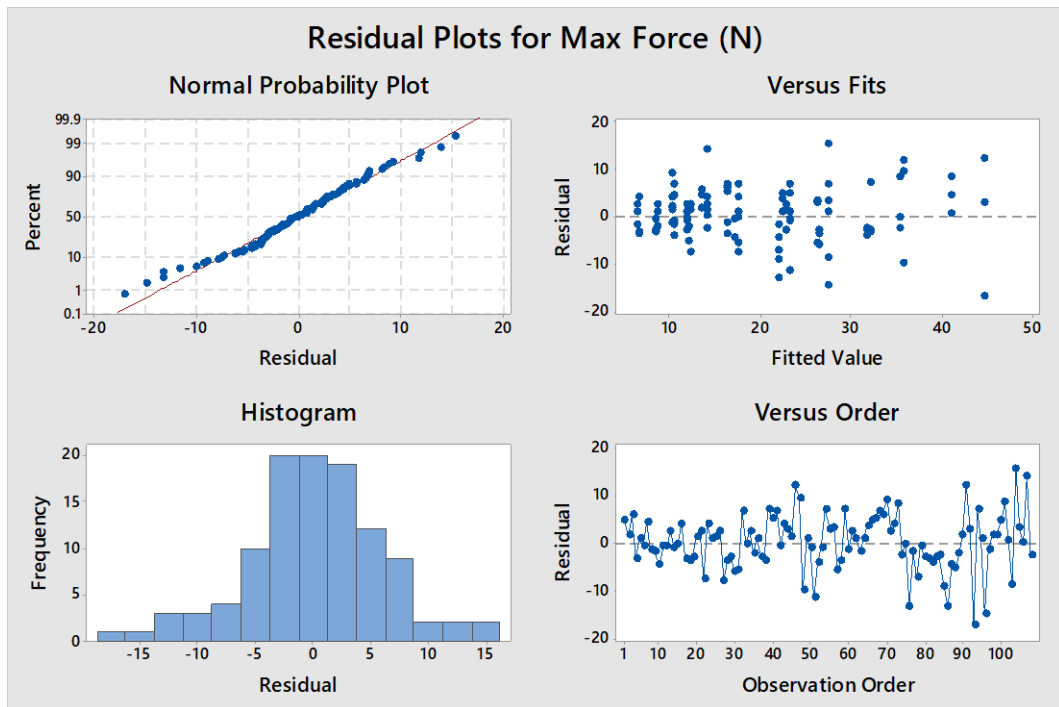 Residual Plots for Max Force (N)
Normal Probability Plot
99.9
99
90
50
10
1
0.1
Percent
-20 -10 0 10 20
Residual
Versus Fits
20
10
0
-10
-20
Residual
10 20 30 40 50
Fitted Value
Histogram
20
15
10
5
0
Frequency
-15 -10 -5 0 5 10 15
Residual
Versus Order
20
10
0
-10
-20
Residual
1 10 20 30 40 50 60 70 80 90 100
Observation Order